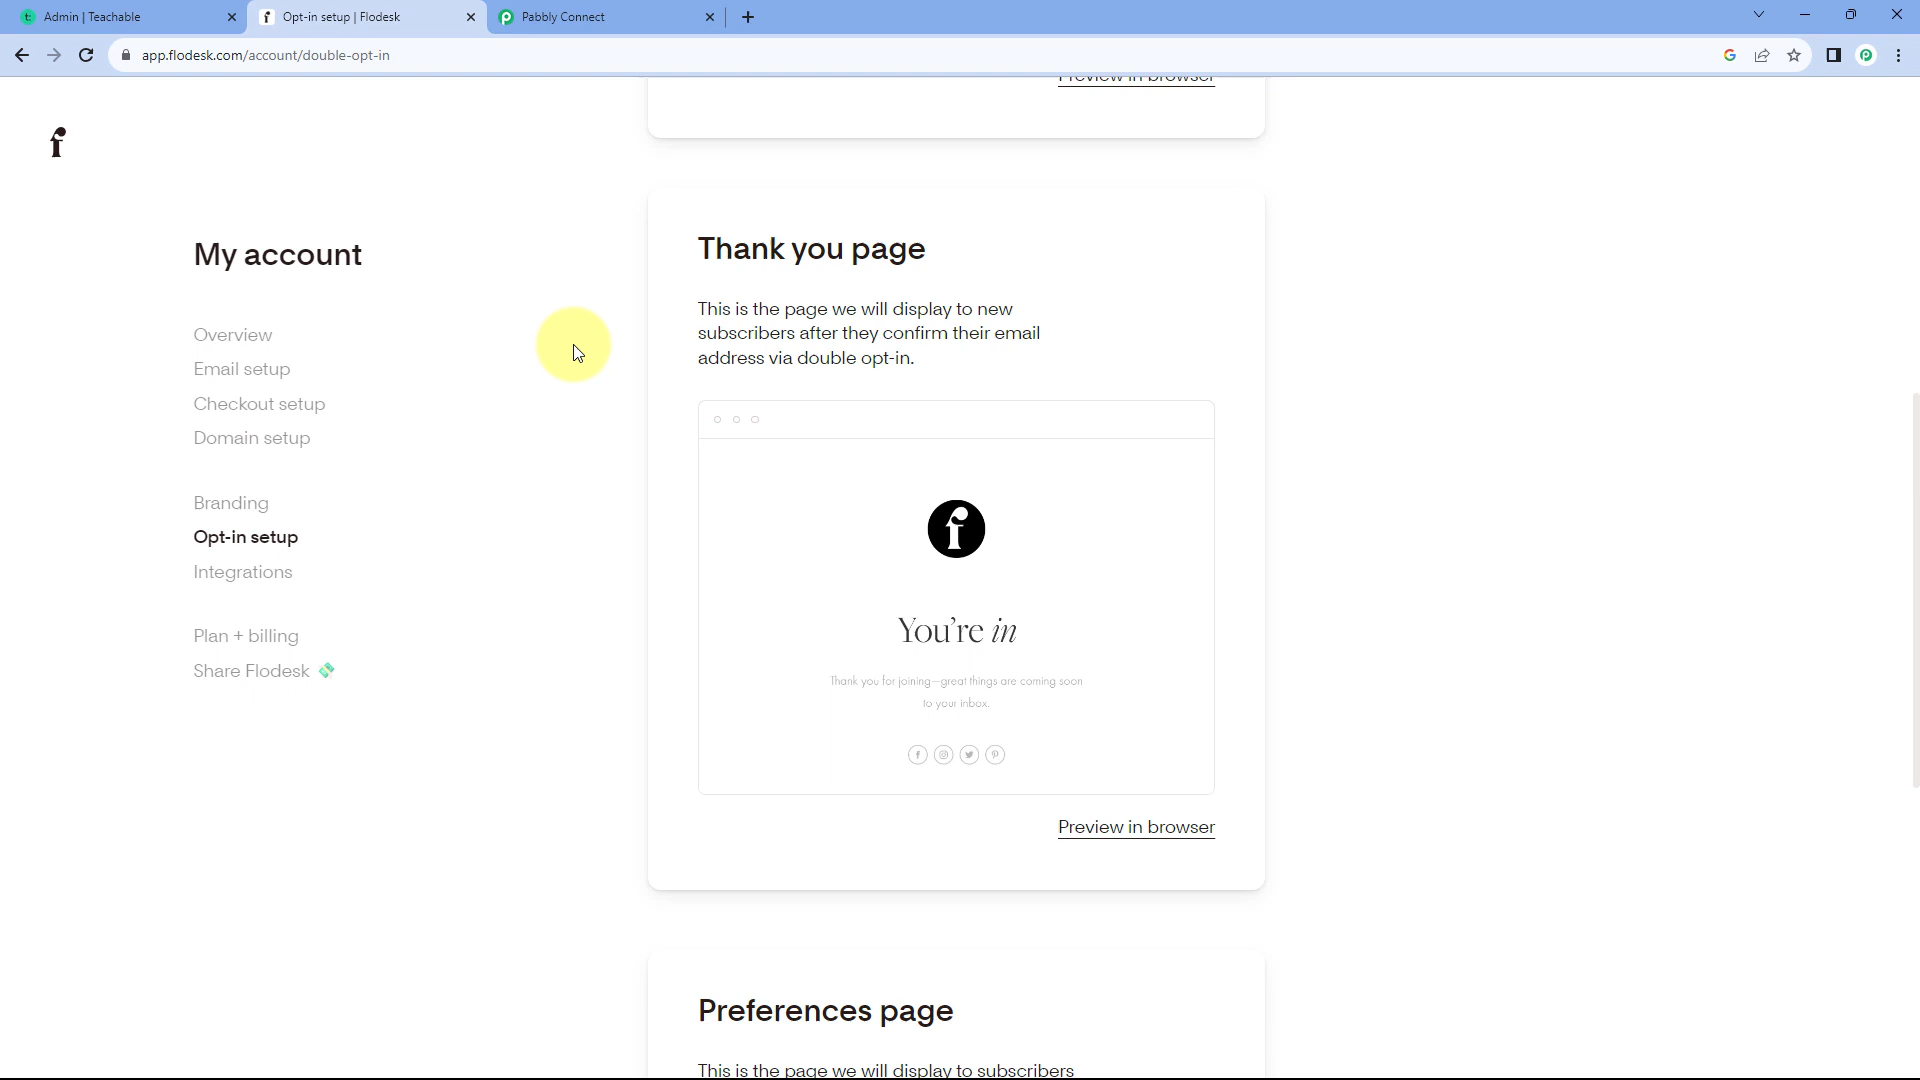 Admin | Teachable
Opt-in setup | Flodesk
Pabbly Connect
app.flodesk.com/account/double-opt-in
Preview in browser
f
My account
Overview
Email setup
Checkout setup
Domain setup
Branding
Opt-in setup
Integrations
Plan + billing
Share Flodesk
Thank you page
This is the page we will display to new
subscribers after they confirm their email
address via double opt-in.
f
You're in
Thank you for joining—great things are coming soon
to your inbox.
Preview in browser
Preferences page
This is the page we will display to subscribers